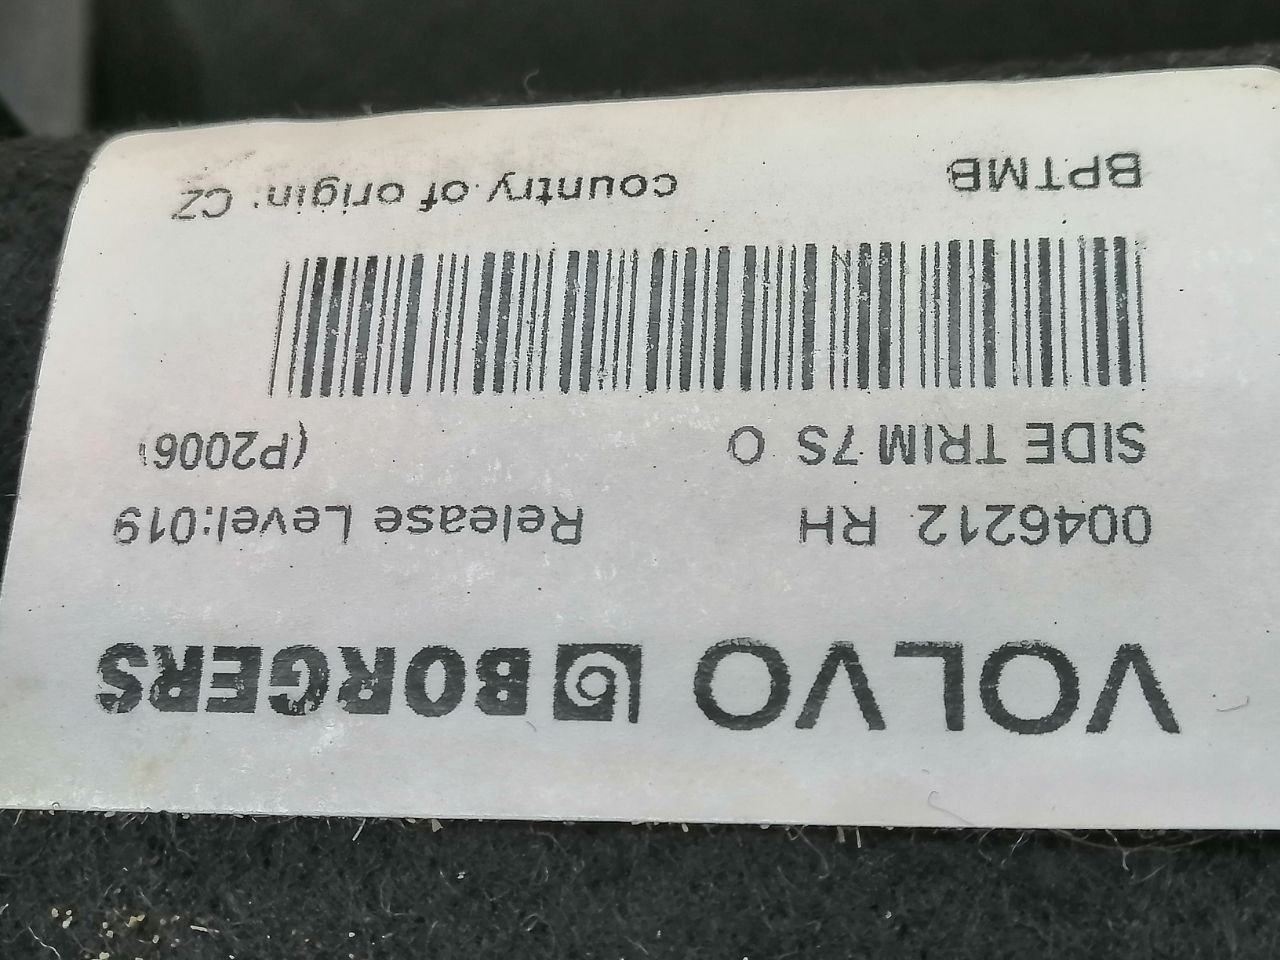 VOLVO BORGERS
0046212 RH Release Level:019
SIDE TRIM 7S O (P2006)
BPTMB country of origin: CZ